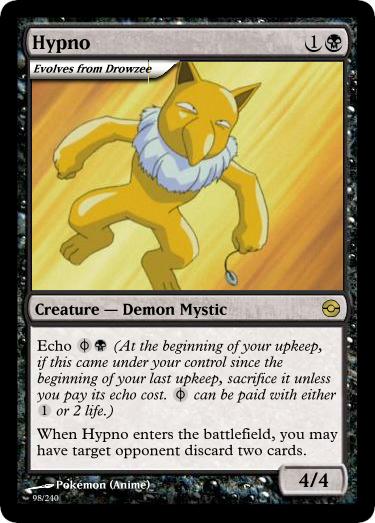 Hypno 1
Evolves from Drowzee
Creature — Demon Mystic
Echo (At the beginning of your upkeep,
if this came under your control since the
beginning of your last upkeep, sacrifice it unless
you pay its echo cost. can be paid with either
1 or 2 life.)
When Hypno enters the battlefield, you may
have target opponent discard two cards.
4/4
Pokémon (Anime)
98/240